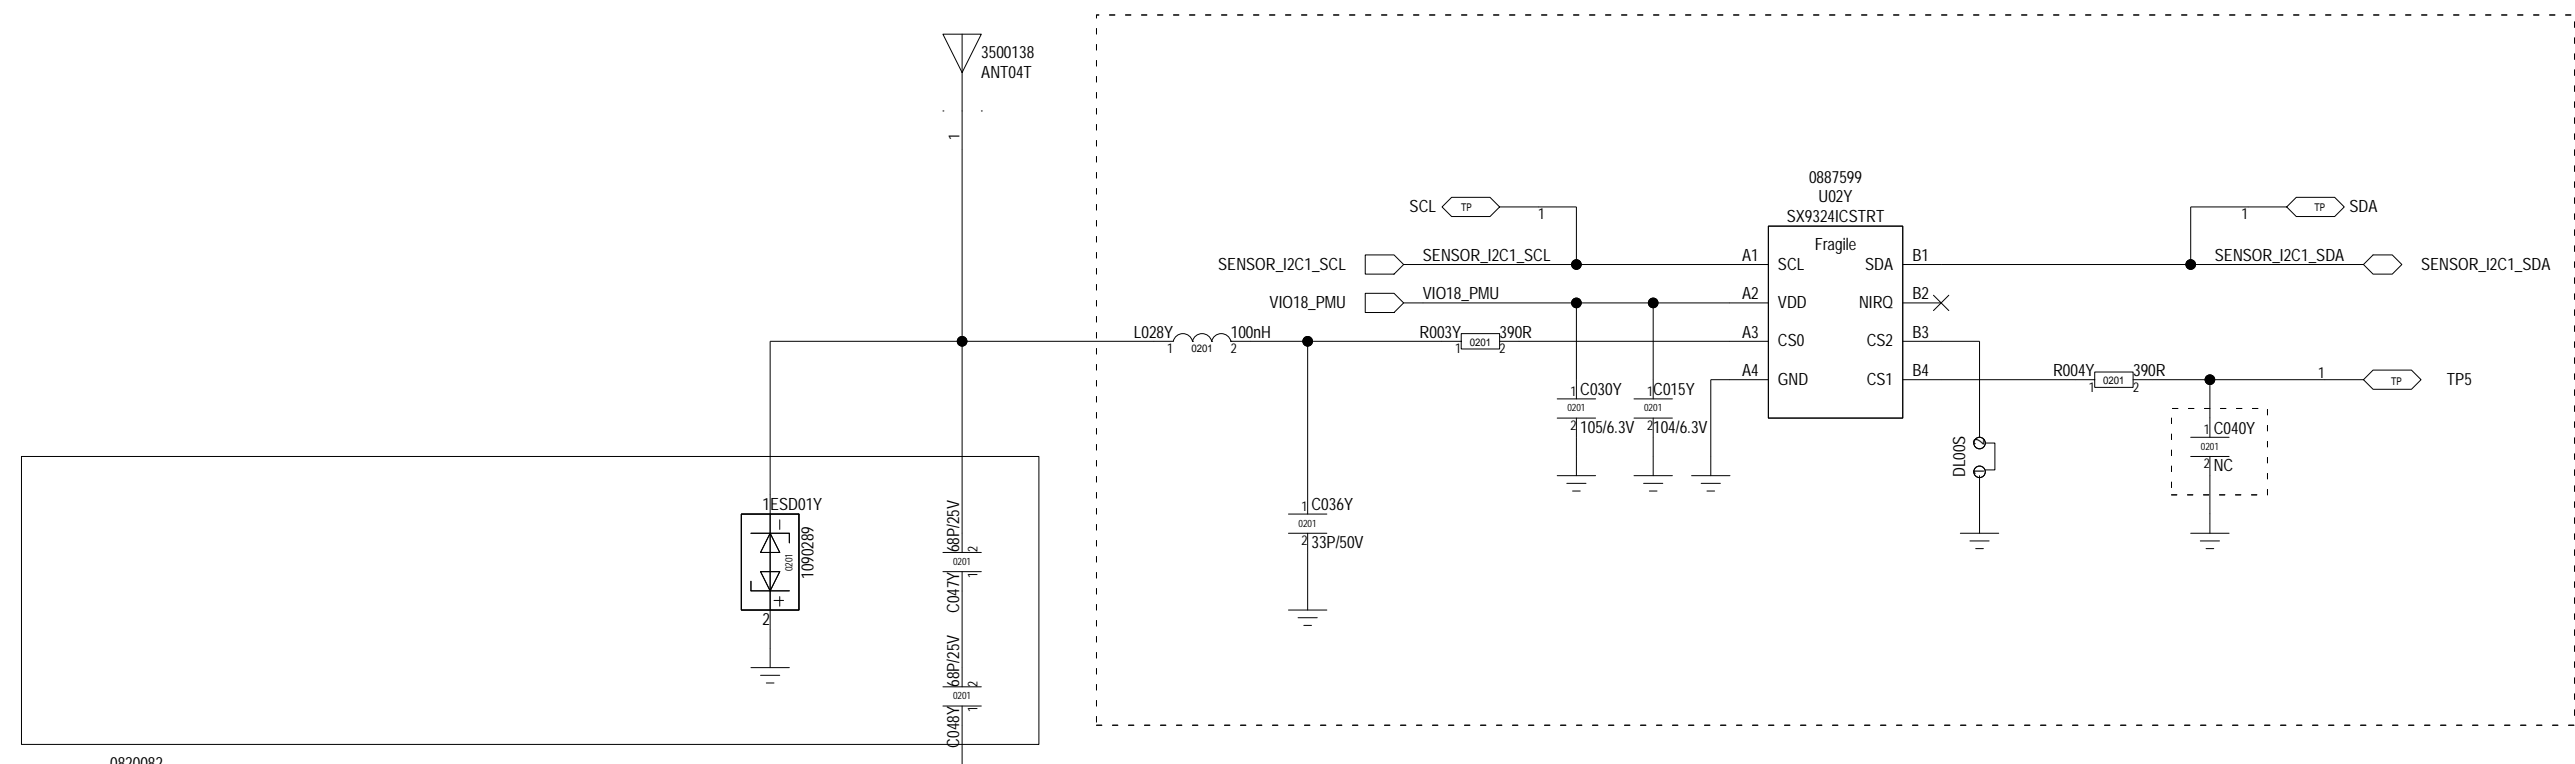 3500138
ANT04T
1
0887599
U02Y
SX9324ICSTRT
Fragile
SCL TP 1
1 TP SDA
SENSOR_I2C1_SCL SENSOR_I2C1_SCL A1 SCL SDA B1 SENSOR_I2C1_SDA SENSOR_I2C1_SDA
VIO18_PMU VIO18_PMU A2 VDD NIRQ B2
L028Y 100nH R003Y 390R A3 CS0 CS2 B3
1 0201 2 1 0201 2
A4 GND CS1 B4 R004Y 390R 1 TP TP5
1 0201 2
1 C030Y
0201
2 105/6.3V
1 C015Y
0201
2 104/6.3V
DL00S
1 C040Y
0201
2 NC
1 C036Y
0201
2 33P/50V
1 ESD01Y
0201
1090289
2
68P/25V
2
0201
C047Y
1
68P/25V
2
0201
C048Y
1